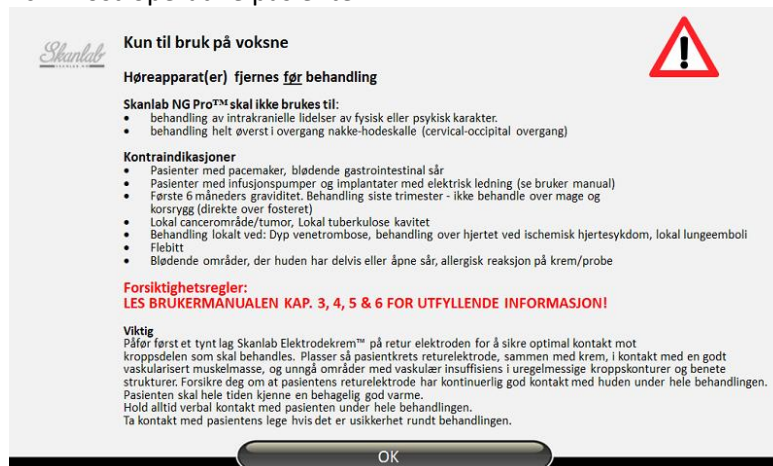 Skanlab
Kun til bruk på voksne
Høreapparat(er) fjernes før behandling
Skanlab NG Pro™ skal ikke brukes til:
• behandling av intrakranielle lidelser av fysisk eller psykisk karakter.
• behandling helt øverst i overgang nakke-hodeskalle (cervical-occipital overgang)
Kontraindikasjoner
• Pasienter med pacemaker, blødende gastrointestinal sår
• Pasienter med infusjonspumper og implantater med elektrisk ledning (se bruker manual)
• Første 6 måneders graviditet. Behandling siste trimester - ikke behandle over mage og
korsrygg (direkte over fosteret)
• Lokal cancerområde/tumor, Lokal tuberkulose kavitet
• Behandling lokalt ved: Dyp venetrombose, behandling over hjertet ved ischemisk hjertesykdom, lokal lungeemboli
• Flebitt
• Blødende områder, der huden har delvis eller åpne sår, allergisk reaksjon på krem/probe
Forsiktighetsregler:
LES BRUKERMANUALEN KAP. 3, 4, 5 & 6 FOR UTFYLLENDE INFORMASJON!
Viktig
Påfør først et tynt lag Skanlab Elektrodekrem™ på retur elektroden for å sikre optimal kontakt mot
kroppsdelen som skal behandles. Plasser så pasientkrets returelektrode, sammen med krem, i kontakt med en godt
vaskularisert muskelmasse, og unngå områder med vaskulær insuffisiens i uregelmessige kroppskonturer og benete
strukturer. Forsikre deg om at pasientens returelektrode har kontinuerlig god kontakt med huden under hele behandlingen.
Pasienten skal hele tiden kjenne en behagelig god varme.
Hold alltid verbal kontakt med pasienten under hele behandlingen.
Ta kontakt med pasientens lege hvis det er usikkerhet rundt behandlingen.
OK